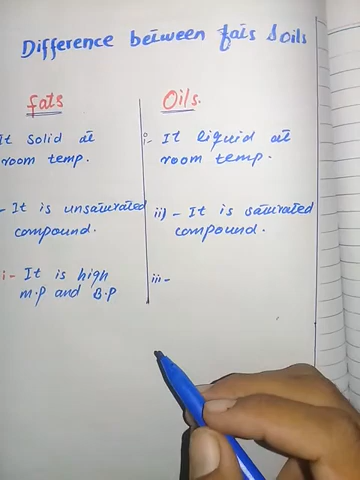 Difference between fats & oils
fats
It solid at
room temp.
- It is unsaturated
compound.
i- It is high
M.P and B.P
Oils.
i- It liquid at
room temp.
ii) - It is saturated
compound.
iii-